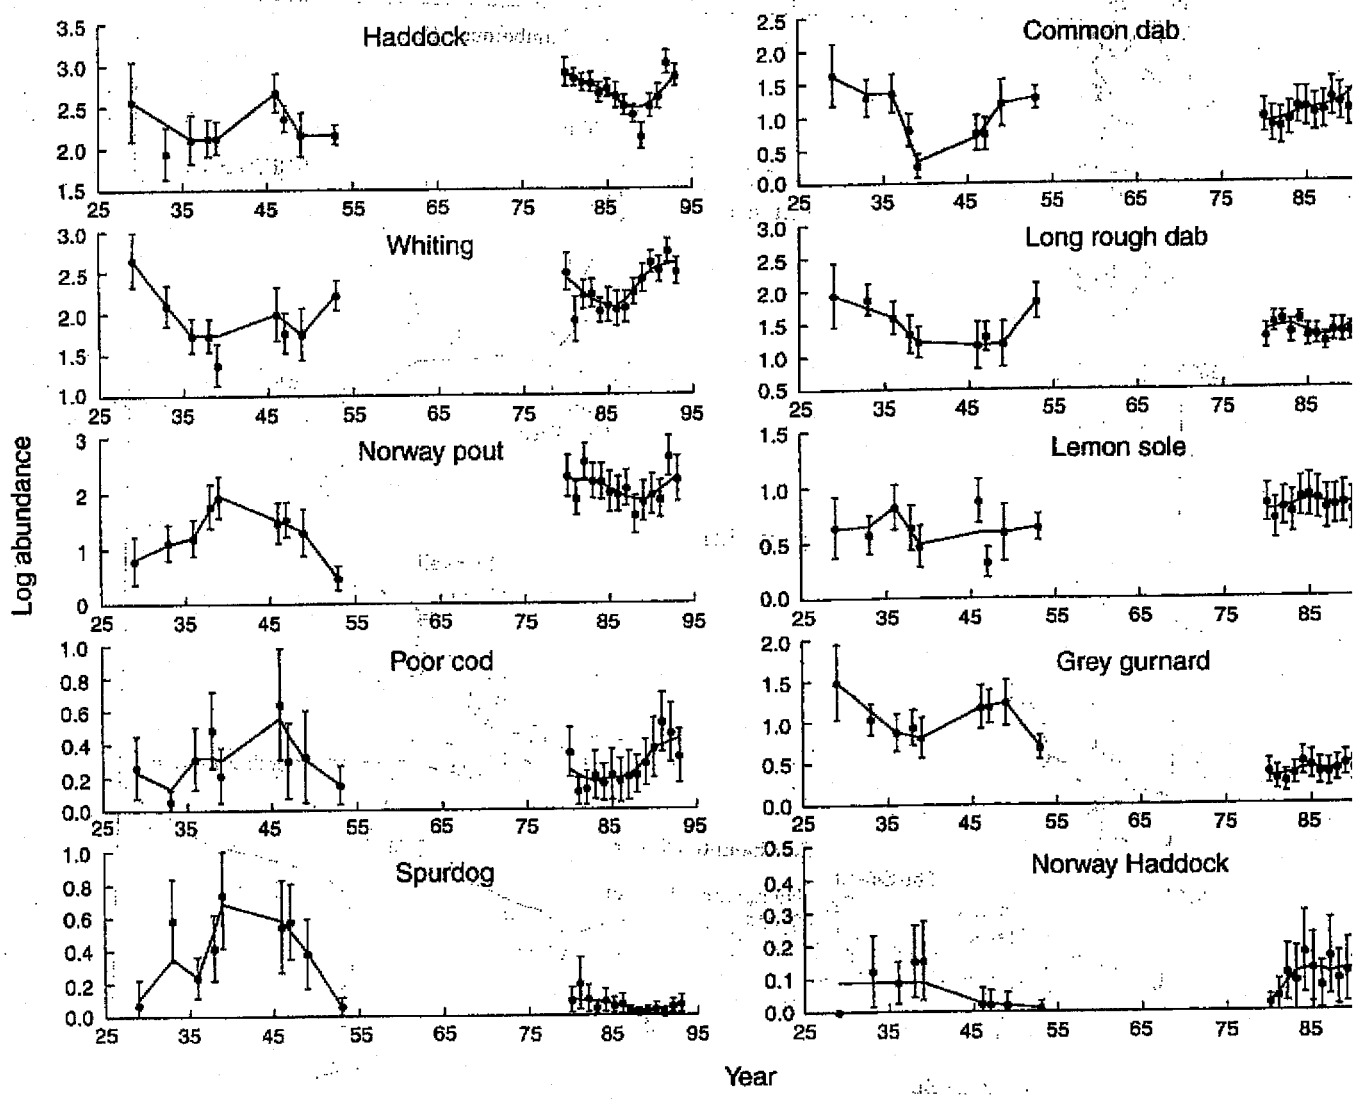 Haddock
3.5
3.0
2.5
2.0
1.5
25 35 45 55 65 75 85 95
Common dab
2.5
2.0
1.5
1.0
0.5
0.0
25 35 45 55 65 75 85
Whiting
3.0
2.5
2.0
1.5
1.0
25 35 45 55 65 75 85 95
Long rough dab
3.0
2.5
2.0
1.5
1.0
0.5
25 35 45 55 65 75 85
Log abundance
Norway pout
3
2
1
0
25 35 45 55 65 75 85 95
Lemon sole
1.5
1.0
0.5
0.0
25 35 45 55 65 75 85
Poor cod
1.0
0.8
0.6
0.4
0.2
0.0
25 35 45 55 65 75 85 95
Grey gurnard
2.0
1.5
1.0
0.5
0.0
25 35 45 55 65 75 85
Spurdog
1.0
0.8
0.6
0.4
0.2
0.0
25 35 45 55 65 75 85 95
Norway Haddock
0.5
0.4
0.3
0.2
0.1
0.0
25 35 45 55 65 75 85
Year